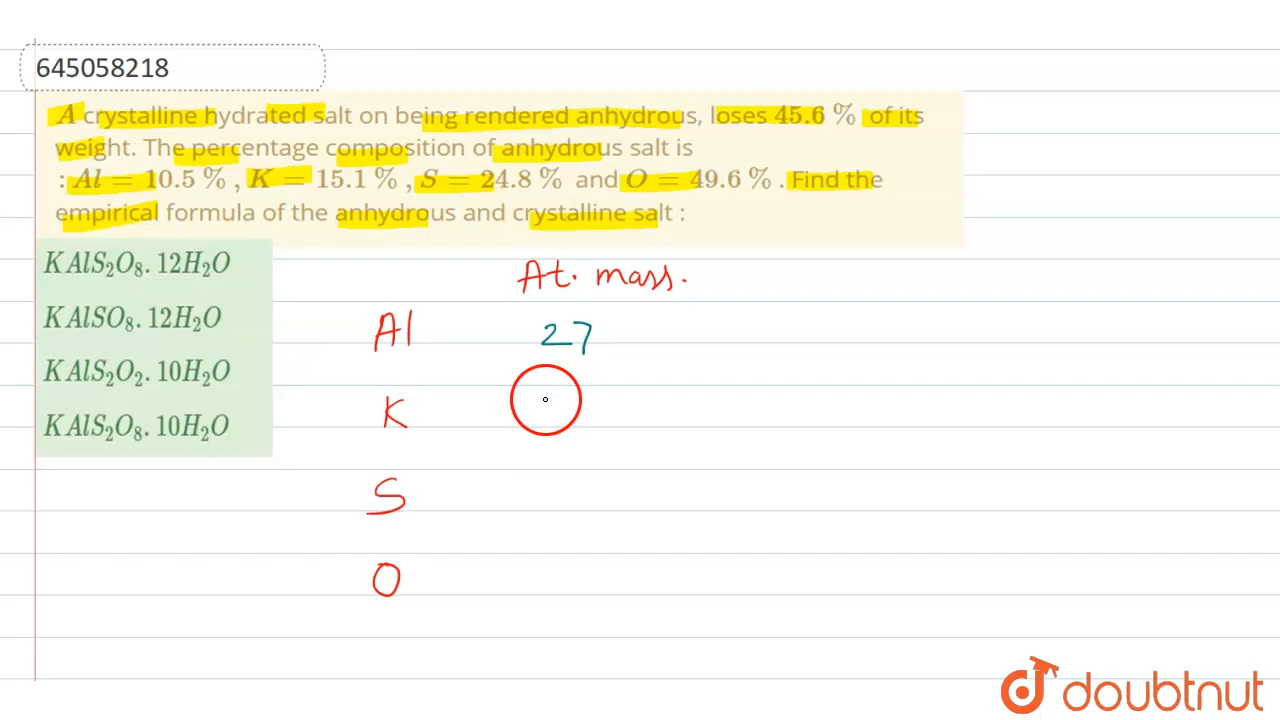 645058218
A crystalline hydrated salt on being rendered anhydrous, loses 45.6 % of its
weight. The percentage composition of anhydrous salt is
: Al = 10.5 % , K = 15.1 % , S = 24.8 % and O = 49.6 % . Find the
empirical formula of the anhydrous and crystalline salt :
KAlS₂O₈. 12H₂O
KAlSO₈. 12H₂O
KAlS₂O₂. 10H₂O
KAlS₂O₈. 10H₂O
At. mass.
Al 27
K
S
O
doubtnut